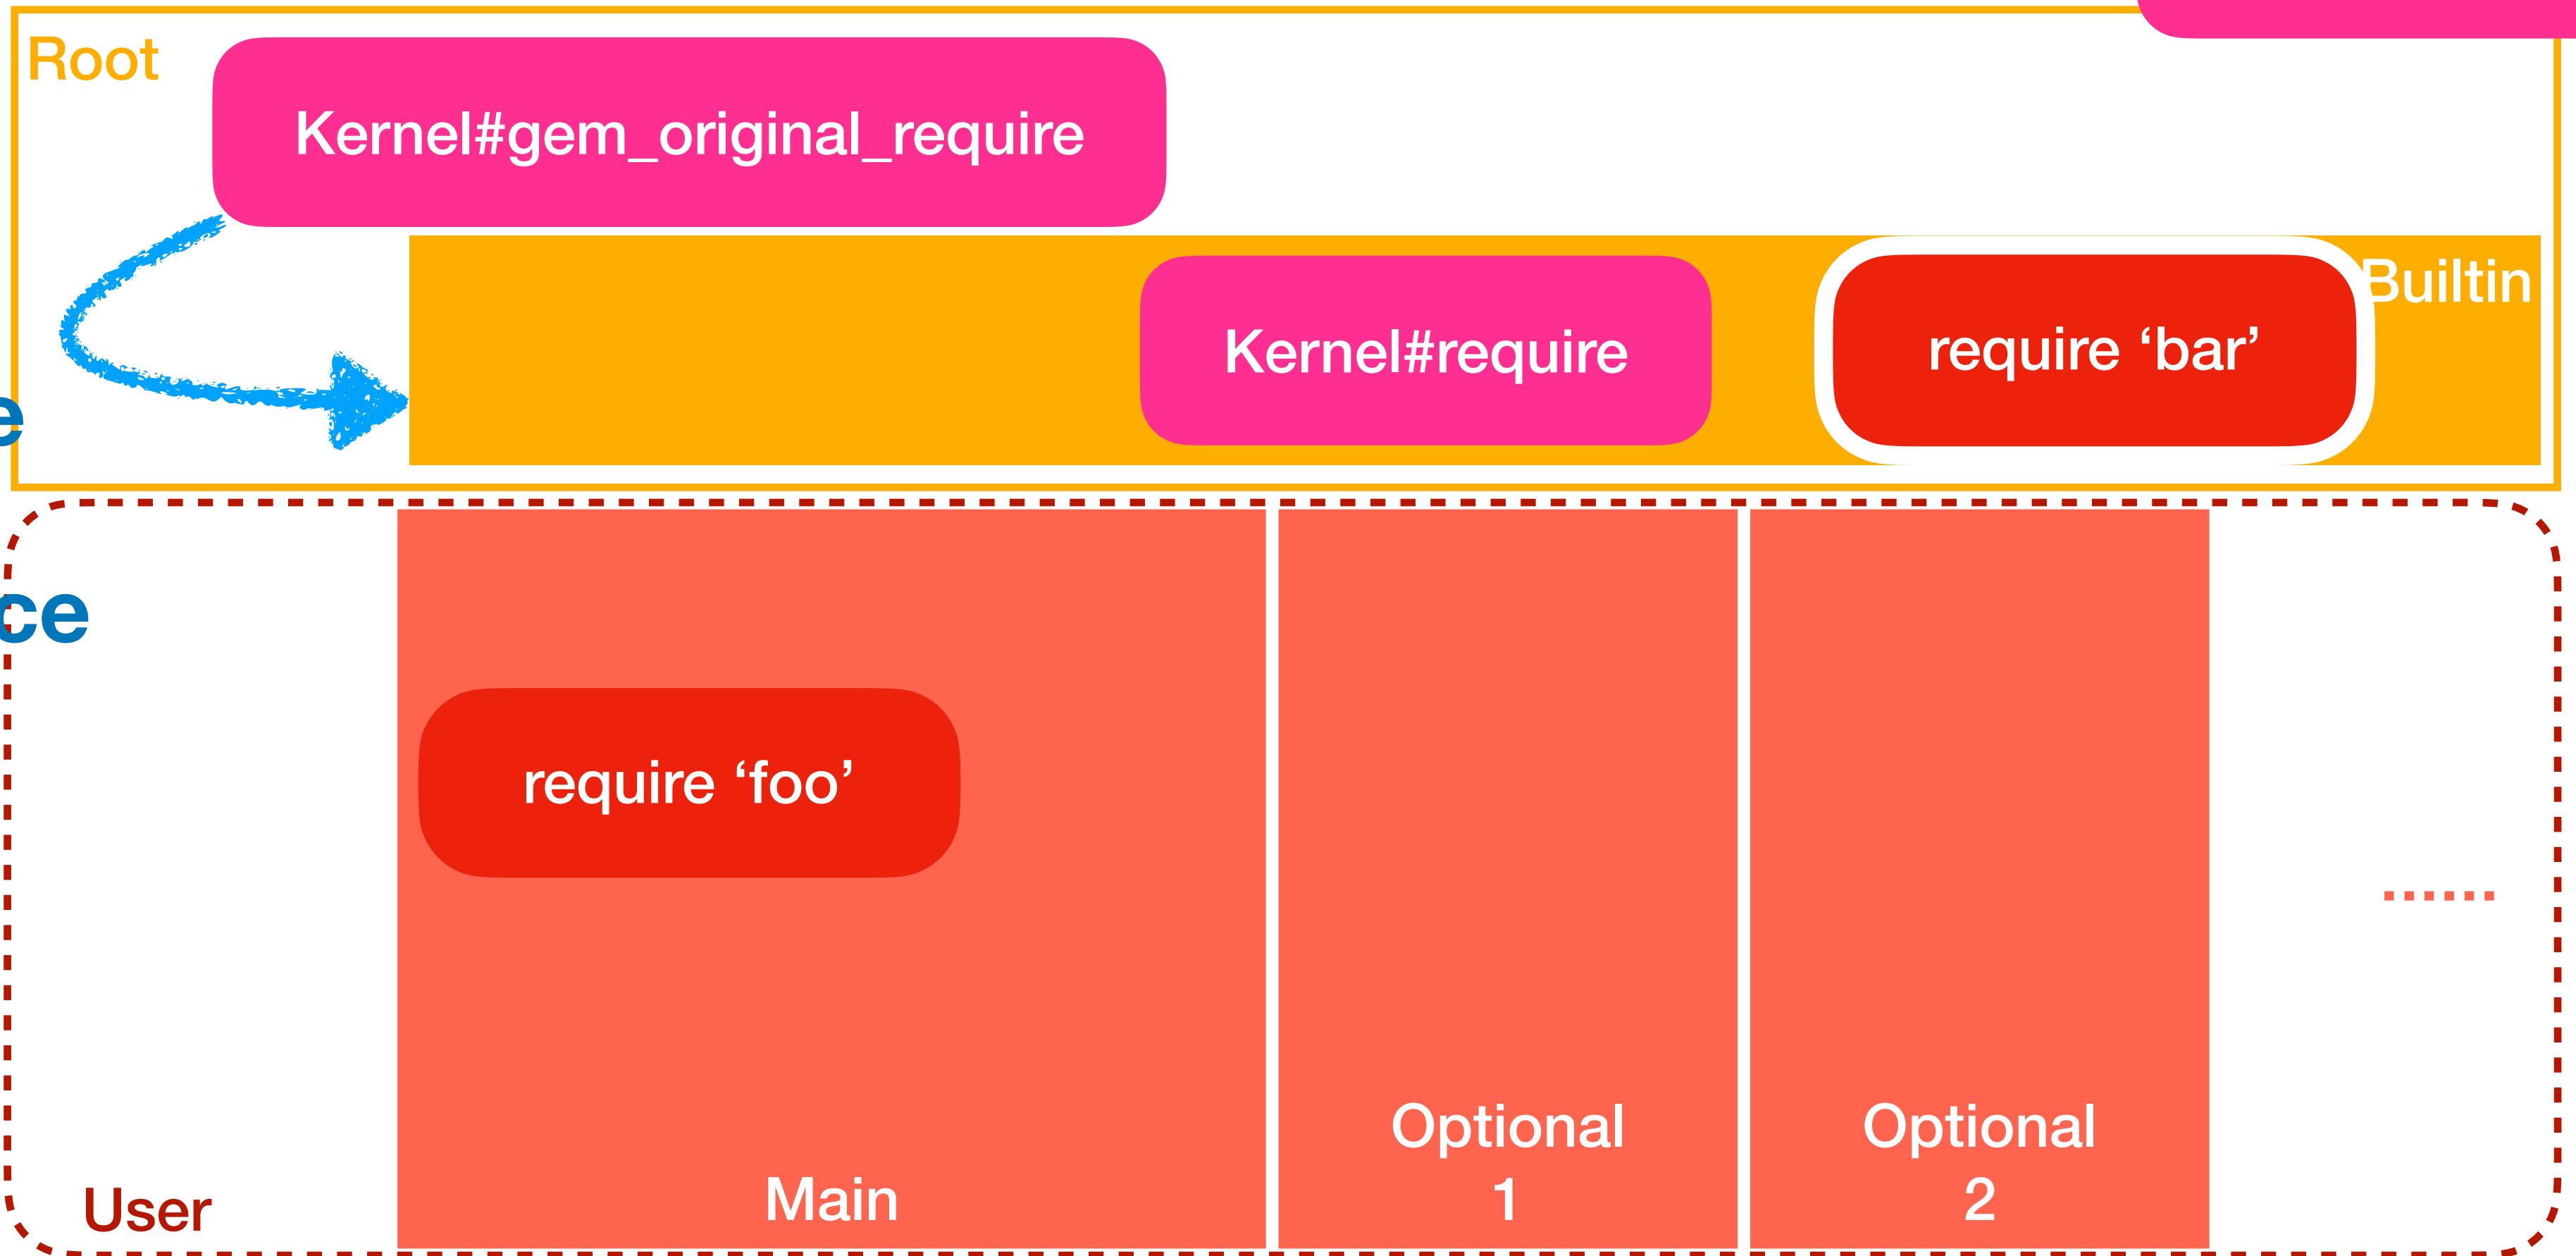 Root
Kernel#gem_original_require
Builtin
Kernel#require
require ‘bar’
require ‘foo’
Optional
1
Optional
2
Main
User